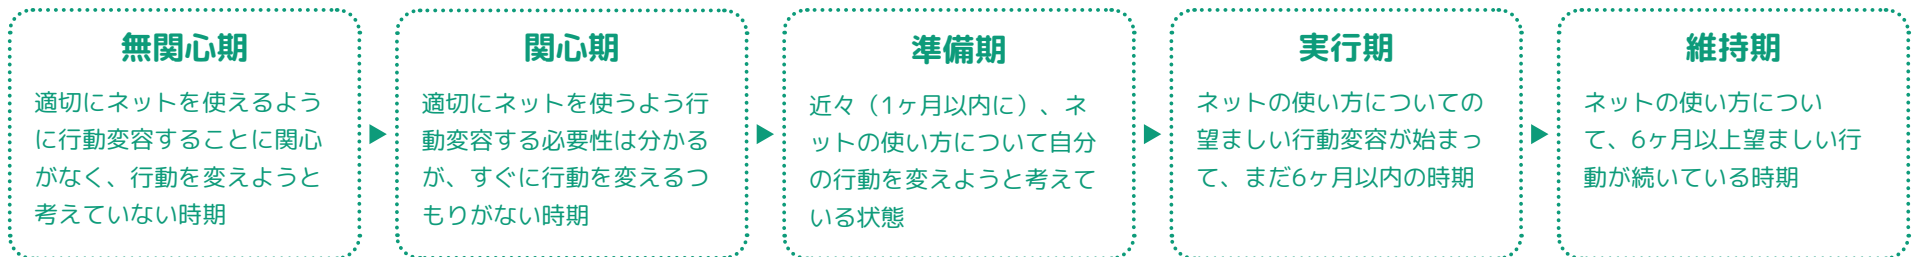 無関心期
適切にネットを使えるよう
に行動変容することに関心
がなく、行動を変えようと
考えていない時期
関心期
適切にネットを使うよう行
動変容する必要性は分かる
が、すぐに行動を変えるつ
もりがない時期
準備期
近々（1ヶ月以内に）、ネ
ットの使い方について自分
の行動を変えようと考えて
いる状態
実行期
ネットの使い方についての
望ましい行動変容が始まっ
て、まだ6ヶ月以内の時期
維持期
ネットの使い方につい
て、6ヶ月以上望ましい行
動が続いている時期